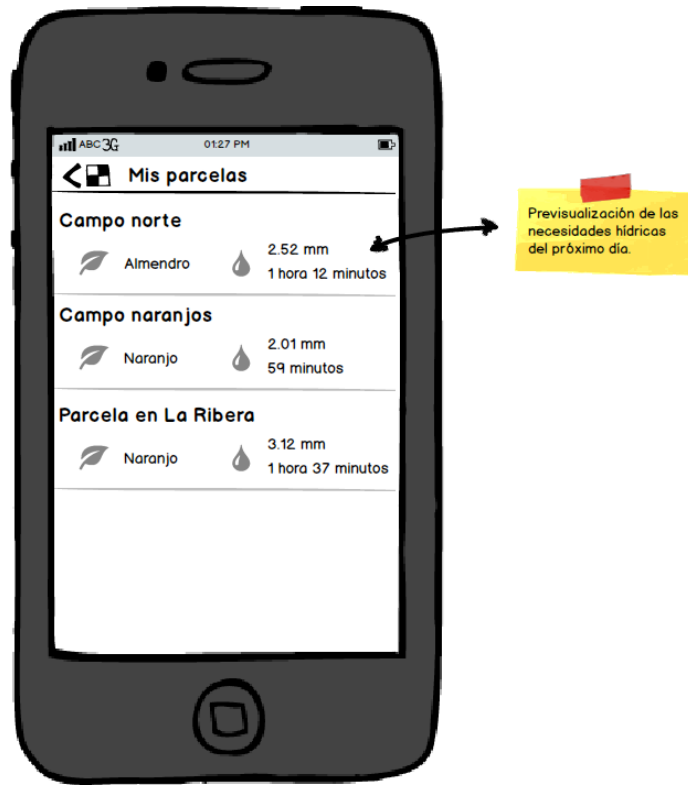 ABC 3G 01:27 PM
Mis parcelas
Campo norte
Almendro
2.52 mm
1 hora 12 minutos
Campo naranjos
Naranjo
2.01 mm
59 minutos
Parcela en La Ribera
Naranjo
3.12 mm
1 hora 37 minutos
Previsualización de las
necesidades hídricas
del próximo día.